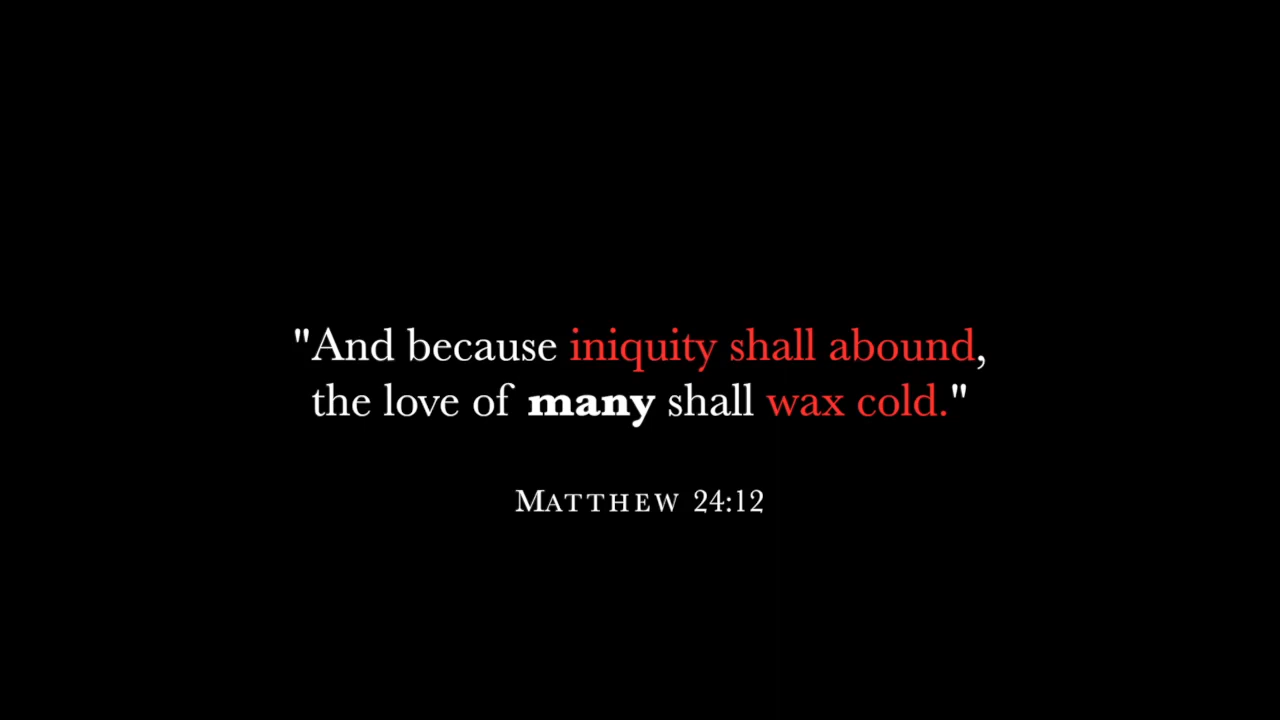 "And because iniquity shall abound,
the love of many shall wax cold."
MATTHEW 24:12